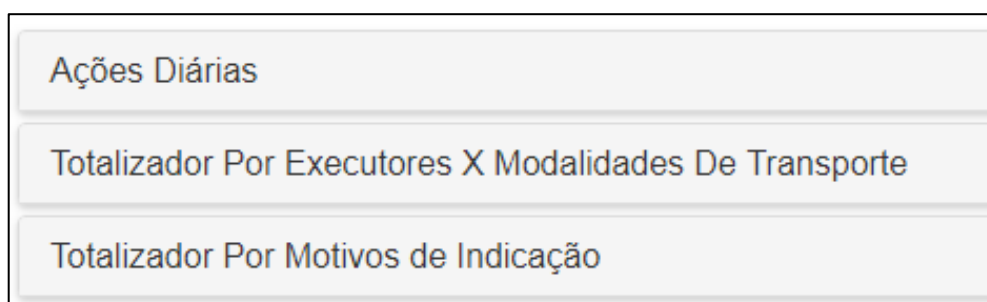 Ações Diárias
Totalizador Por Executores X Modalidades De Transporte
Totalizador Por Motivos de Indicação